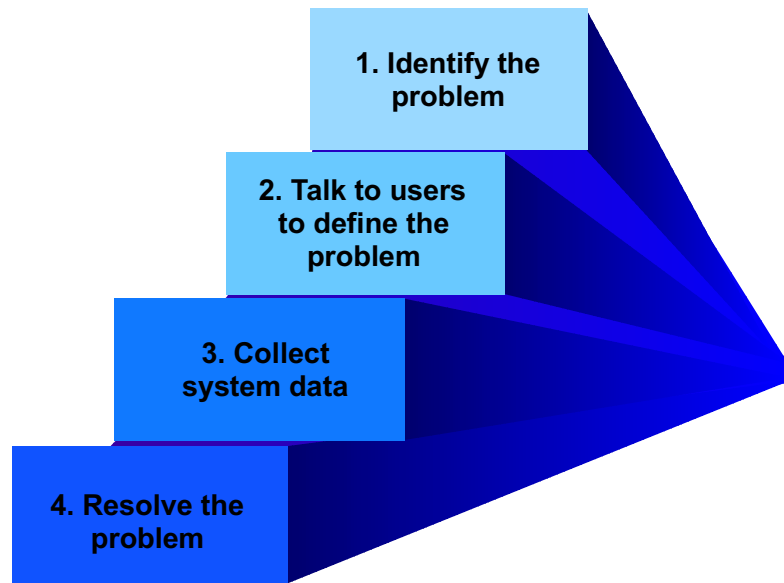 1. Identify the
problem
2. Talk to users
to define the
problem
3. Collect
system data
4. Resolve the
problem